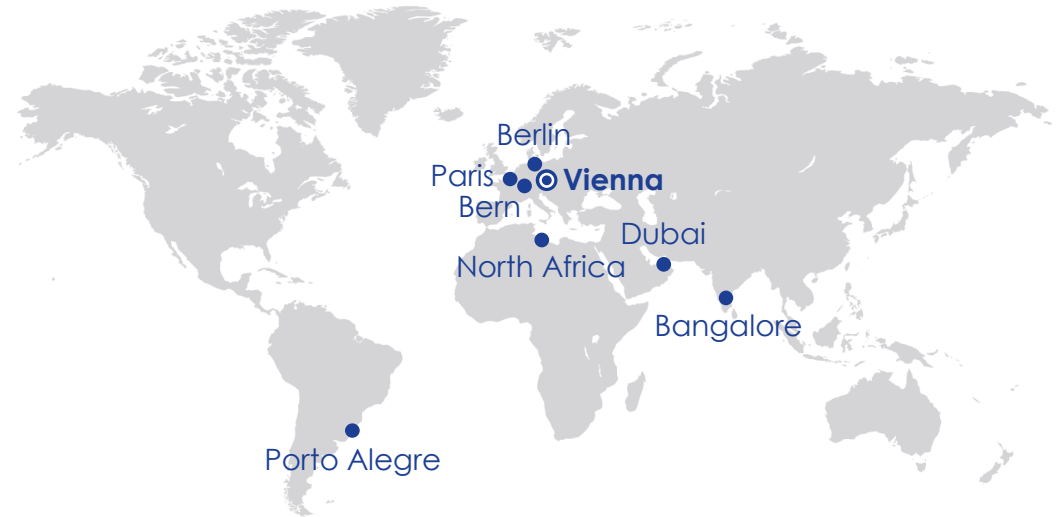 Berlin
Paris
Vienna
Bern
Dubai
North Africa
Bangalore
Porto Alegre